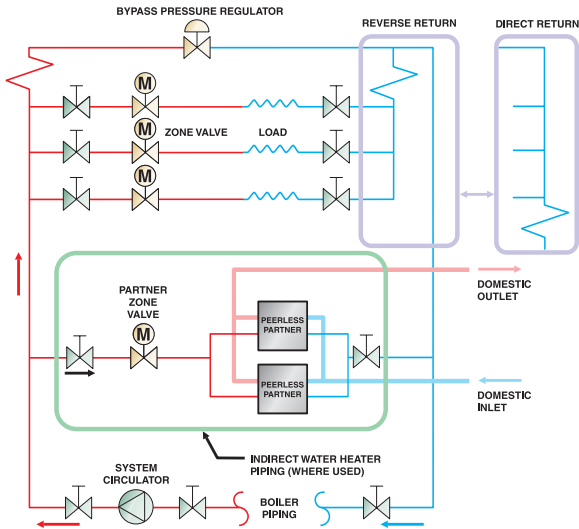 BYPASS PRESSURE REGULATOR
REVERSE RETURN
DIRECT RETURN
M
M
ZONE VALVE
LOAD
M
PARTNER
ZONE
VALVE
M
PEERLESS
PARTNER
PEERLESS
PARTNER
DOMESTIC
OUTLET
DOMESTIC
INLET
INDIRECT WATER HEATER
PIPING (WHERE USED)
SYSTEM
CIRCULATOR
BOILER
PIPING